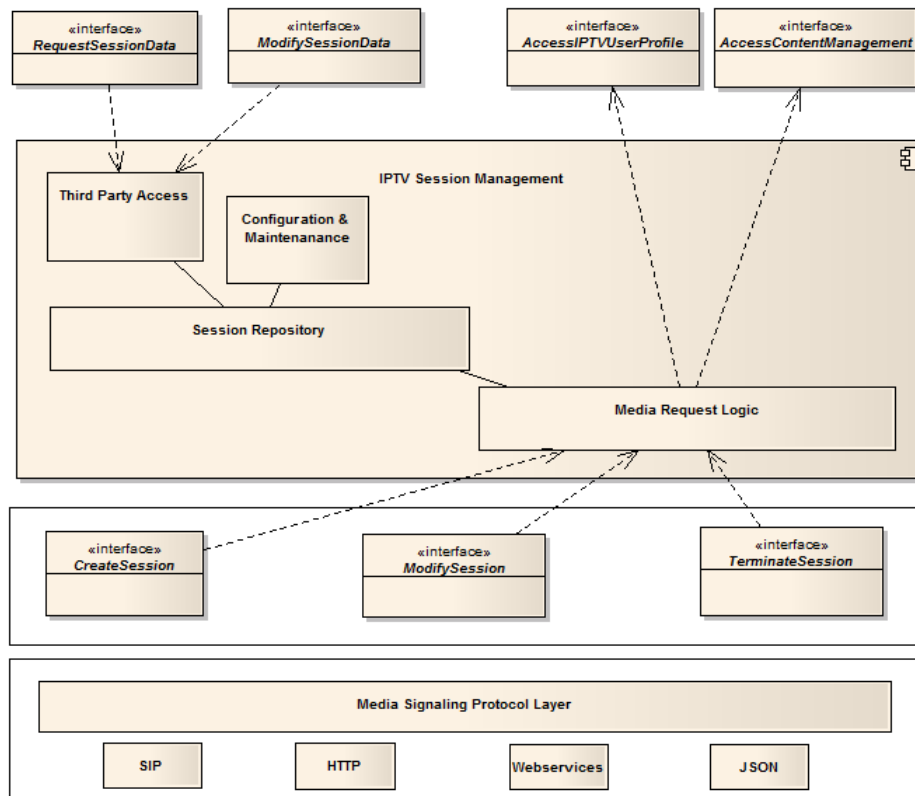 «interface»
RequestSessionData
«interface»
ModifySessionData
«interface»
AccessIPTVUserProfile
«interface»
AccessContentManagement
IPTV Session Management
Third Party Access
Configuration &
Maintenanance
Session Repository
Media Request Logic
«interface»
CreateSession
«interface»
ModifySession
«interface»
TerminateSession
Media Signaling Protocol Layer
SIP
HTTP
Webservices
JSON